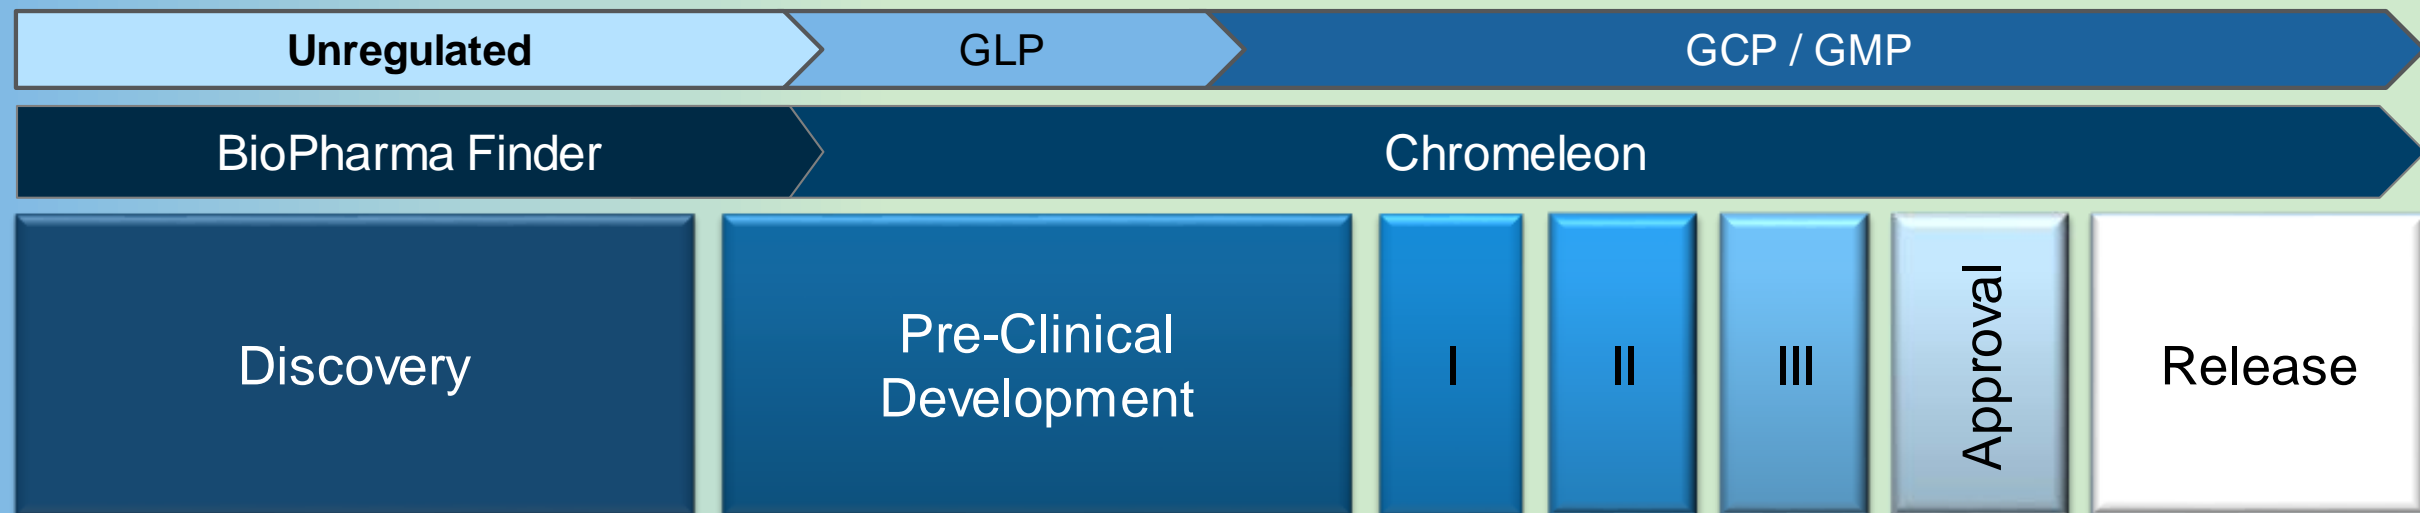 Unregulated
GLP
GCP / GMP
BioPharma Finder
Chromeleon
Discovery
Pre-Clinical
Development
I
II
III
Approval
Release